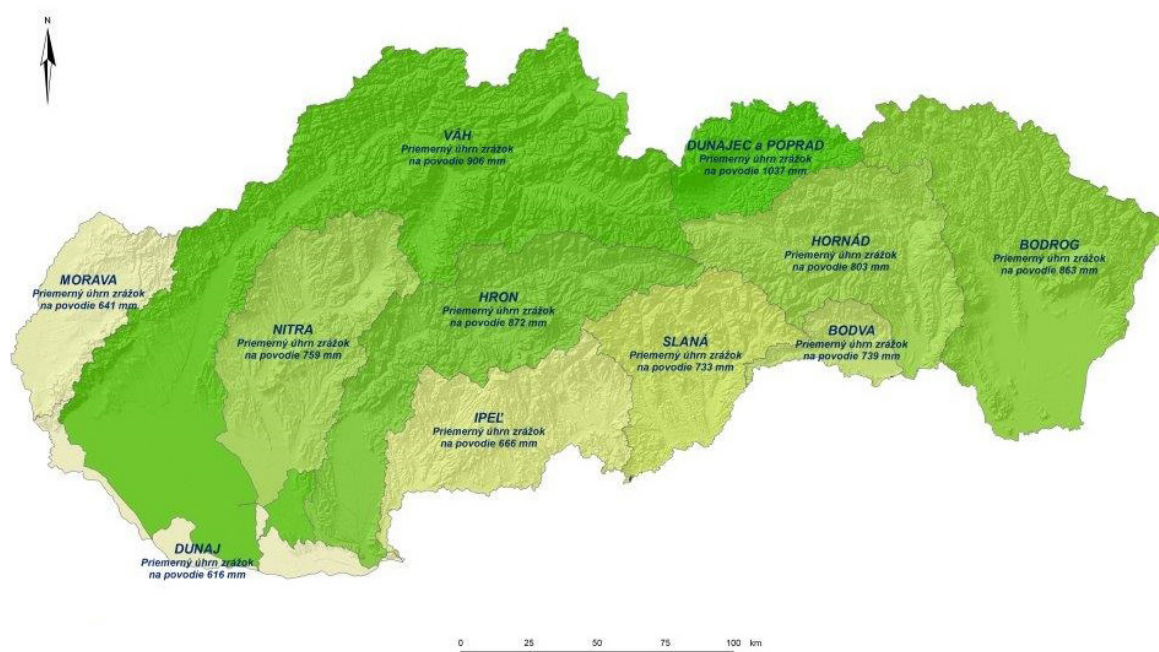 N
VÁH
Priemerný úhrn zrážok
na povodie 906 mm
DUNAJEC a POPRAD
Priemerný úhrn zrážok
na povodie 1037 mm
MORAVA
Priemerný úhrn zrážok
na povodie 641 mm
HORNÁD
Priemerný úhrn zrážok
na povodie 803 mm
BODROG
Priemerný úhrn zrážok
na povodie 863 mm
HRON
Priemerný úhrn zrážok
na povodie 872 mm
NITRA
Priemerný úhrn zrážok
na povodie 759 mm
SLANÁ
Priemerný úhrn zrážok
na povodie 733 mm
BODVA
Priemerný úhrn zrážok
na povodie 739 mm
IPEĽ
Priemerný úhrn zrážok
na povodie 666 mm
DUNAJ
Priemerný úhrn zrážok
na povodie 616 mm
0 25 50 75 100 km